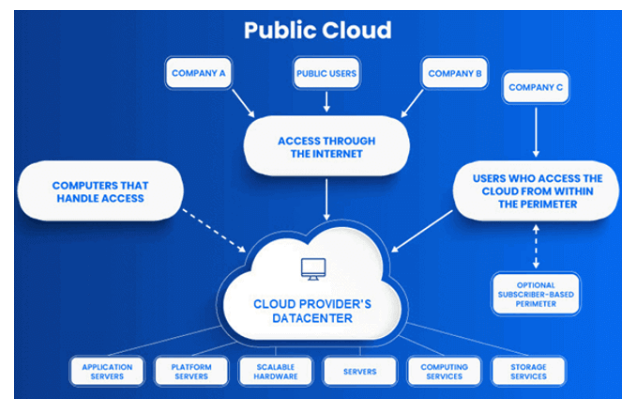 Public Cloud
COMPANY A
PUBLIC USERS
COMPANY B
COMPANY C
ACCESS THROUGH
THE INTERNET
COMPUTERS THAT
HANDLE ACCESS
USERS WHO ACCESS THE
CLOUD FROM WITHIN
THE PERIMETER
OPTIONAL
SUBSCRIBER-BASED
PERIMETER
CLOUD PROVIDER'S
DATACENTER
APPLICATION
SERVERS
PLATFORM
SERVERS
SCALABLE
HARDWARE
SERVERS
COMPUTING
SERVICES
STORAGE
SERVICES